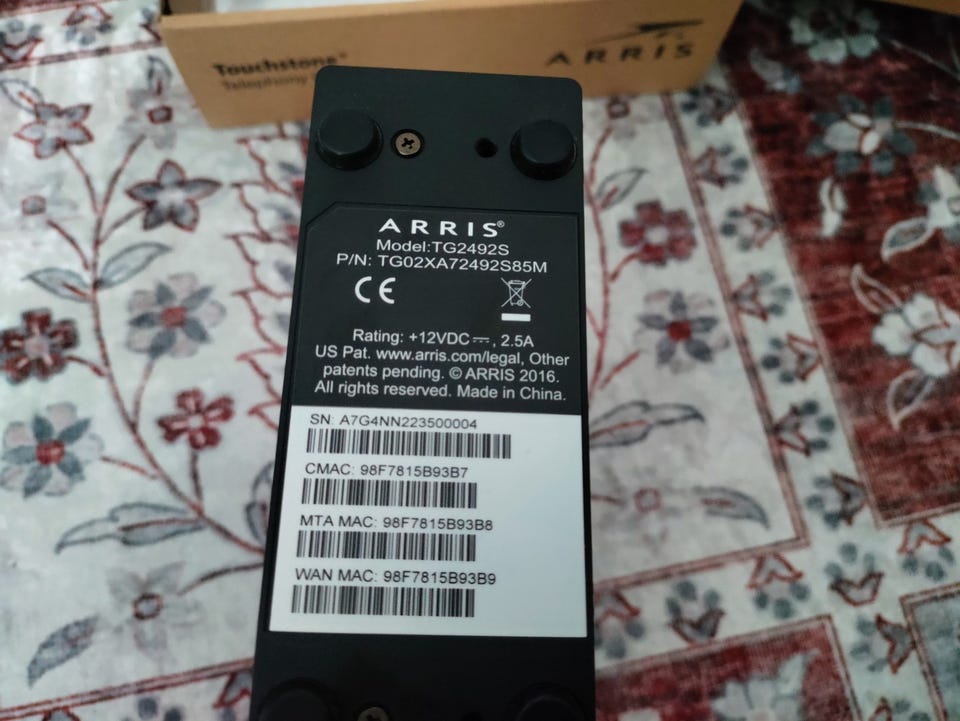 Touchstone®
Telephony
ARRIS
ARRIS®
Model:TG2492S
P/N: TG02XA72492S85M
CE
Rating: +12VDC ⎓, 2.5A
US Pat. www.arris.com/legal, Other
patents pending. © ARRIS 2016.
All rights reserved. Made in China.
SN: A7G4NN223500004
CMAC: 98F7815B93B7
MTA MAC: 98F7815B93B8
WAN MAC: 98F7815B93B9